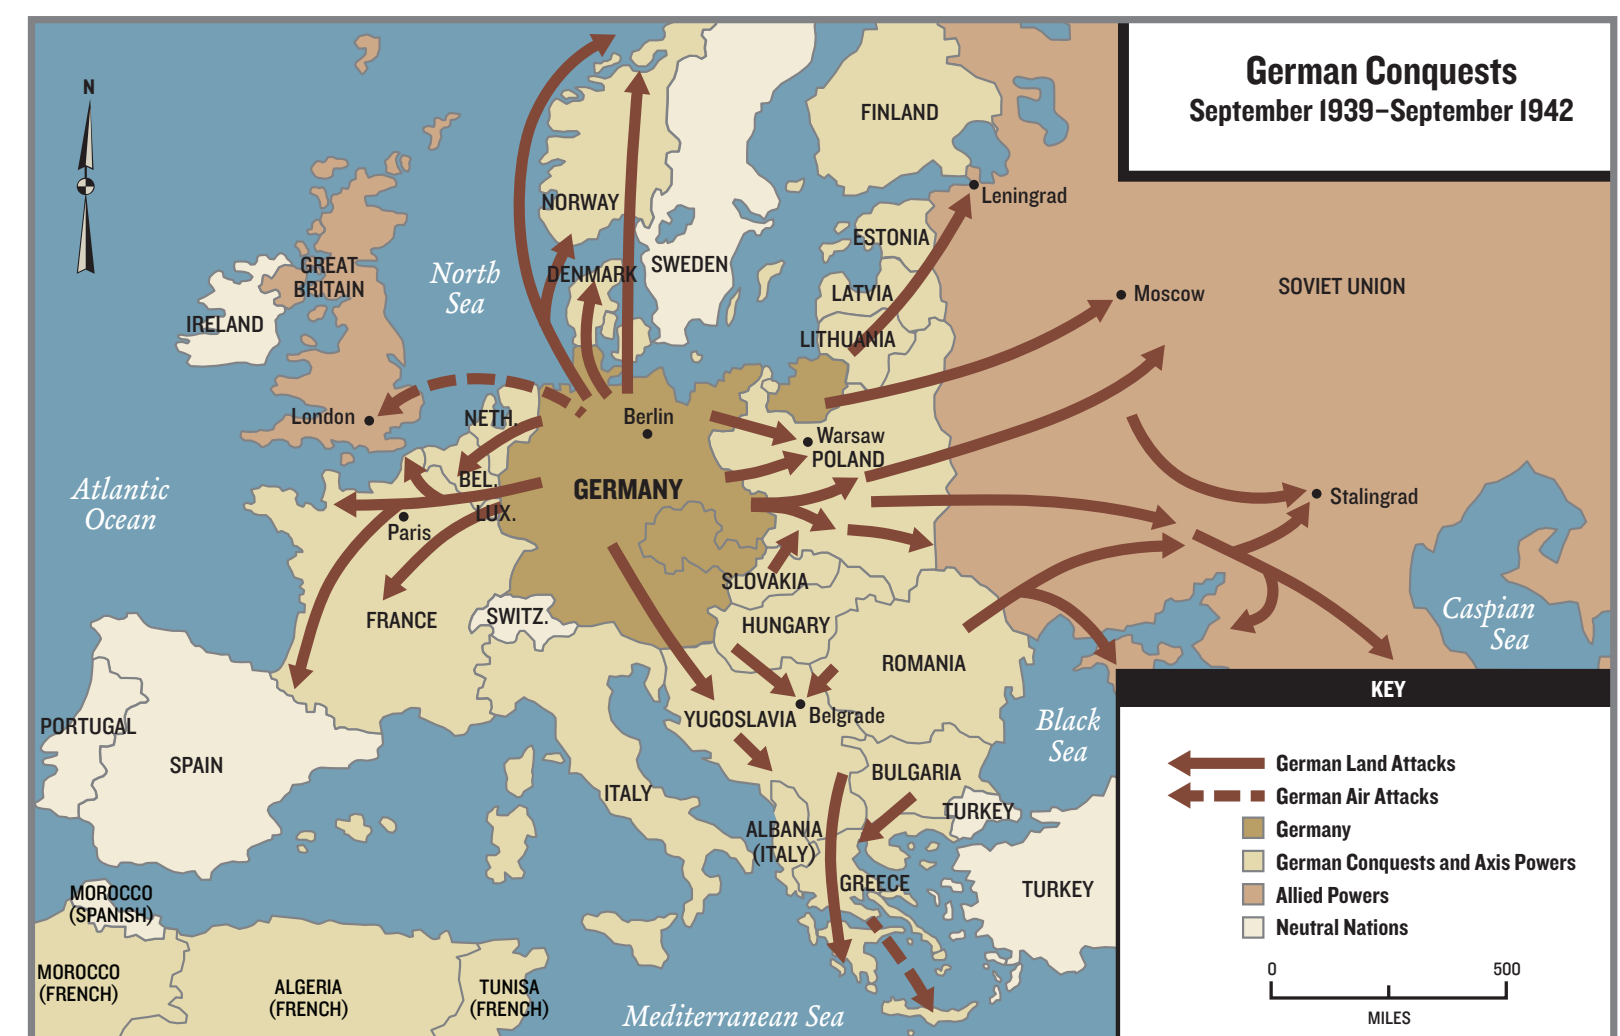 German Conquests
September 1939–September 1942
N
FINLAND
Leningrad
NORWAY
ESTONIA
North
Sea
DENMARK
SWEDEN
GREAT
BRITAIN
SOVIET UNION
Moscow
LATVIA
IRELAND
LITHUANIA
London
NETH.
Berlin
Warsaw
POLAND
BEL.
GERMANY
Atlantic
Ocean
Stalingrad
LUX.
Paris
SLOVAKIA
FRANCE
SWITZ.
HUNGARY
Caspian
Sea
ROMANIA
PORTUGAL
YUGOSLAVIA
Belgrade
Black
Sea
SPAIN
ITALY
BULGARIA
TURKEY
ALBANIA
(ITALY)
GREECE
TURKEY
MOROCCO
(SPANISH)
MOROCCO
(FRENCH)
ALGERIA
(FRENCH)
TUNISA
(FRENCH)
Mediterranean Sea
KEY
German Land Attacks
German Air Attacks
Germany
German Conquests and Axis Powers
Allied Powers
Neutral Nations
0 500
MILES